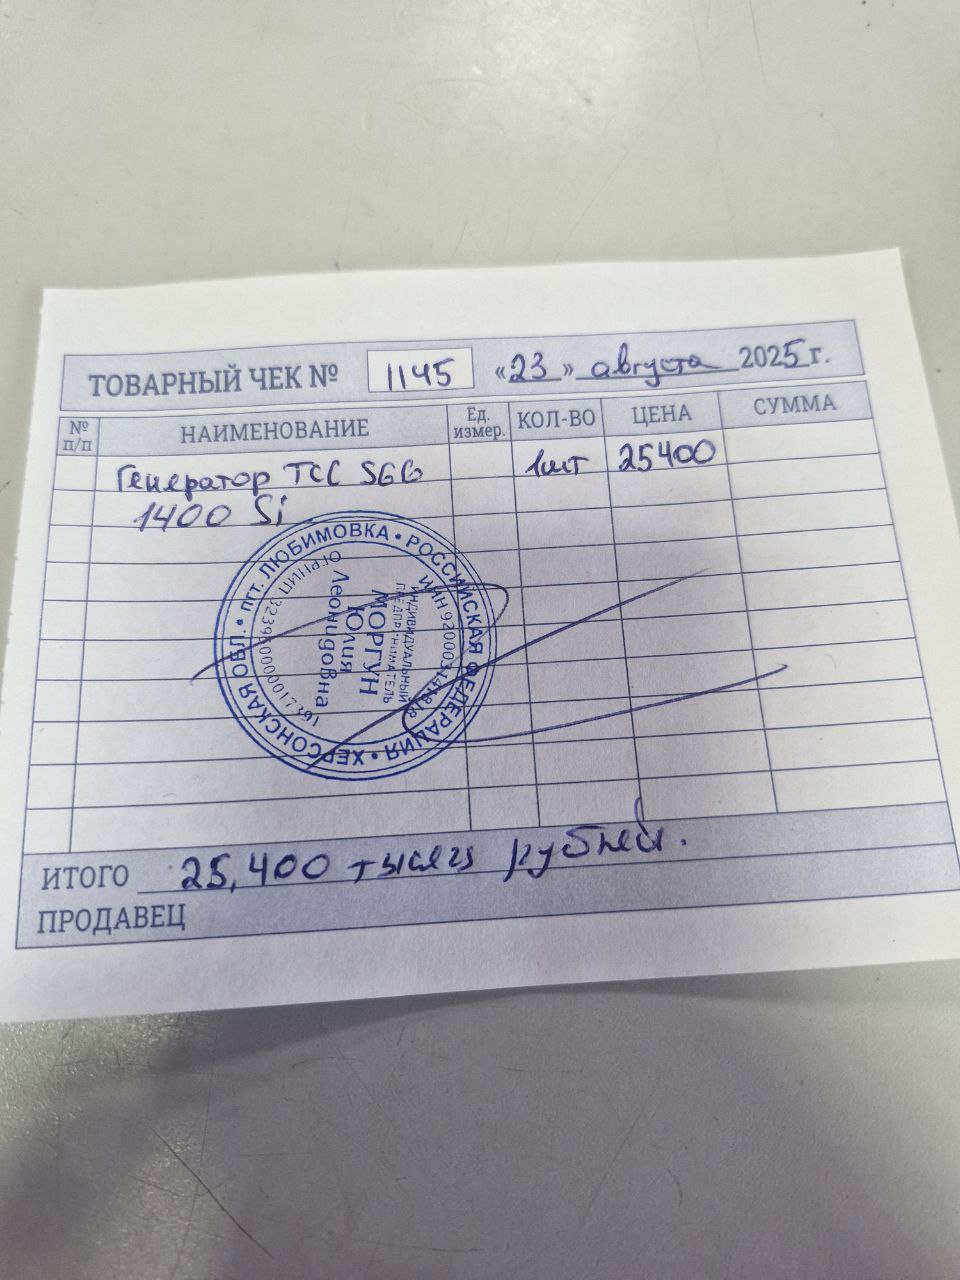 ТОВАРНЫЙ ЧЕК № 1145 «23» августа 2025 г.
№ п/п НАИМЕНОВАНИЕ Ед. измер. КОЛ-ВО ЦЕНА СУММА
Генератор ТСС SGG 1шт 25400
1400 Si
ХЕРСОНСКАЯ ОБЛ. • пгт. ЛЮБИМОВКА • РОССИЙСКАЯ ФЕДЕРАЦИЯ •
ОГРНИП
ИНН
ИНДИВИДУАЛЬНЫЙ
ПРЕДПРИНИМАТЕЛЬ
МОРГУН
Юлия
Леонидовна
ИТОГО 25,400 тысяч рублей.
ПРОДАВЕЦ